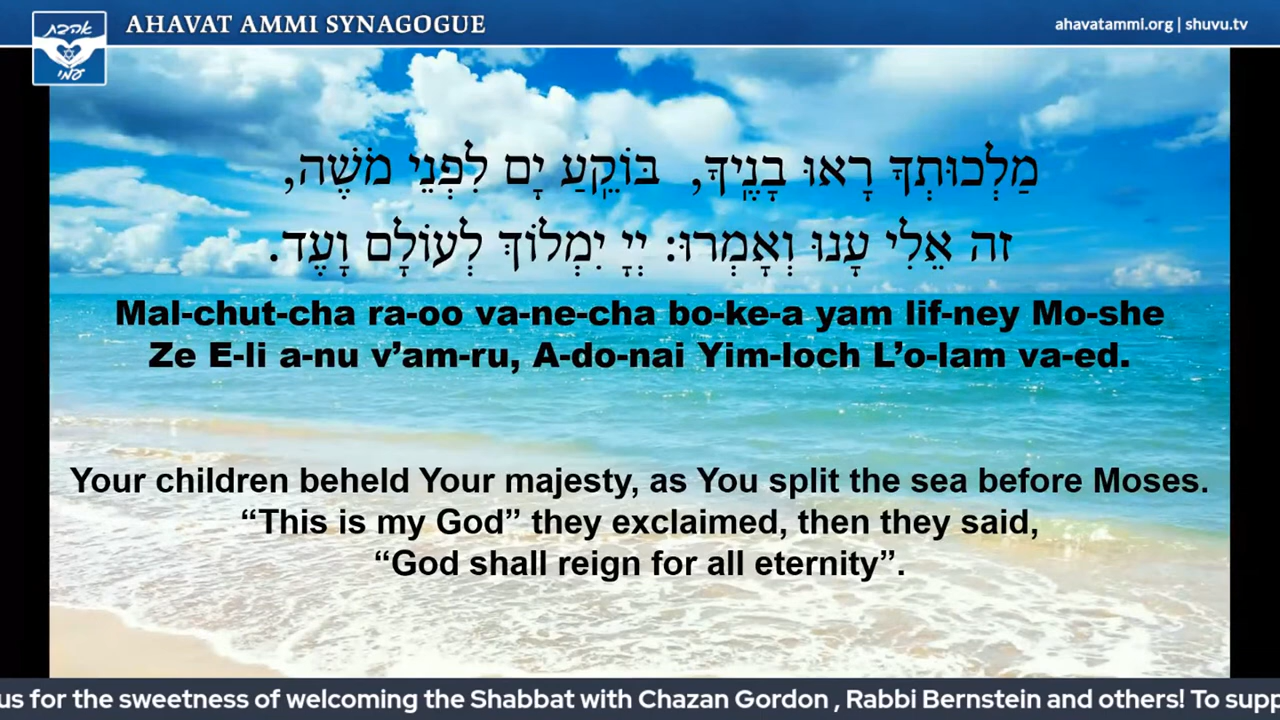 אהבת
עמי
AHAVAT AMMI SYNAGOGUE
ahavatammi.org | shuvu.tv
מַלְכוּתְךָ רָאוּ בָנֶֽיךָ, בּוֹקֵֽעַ יָם לִפְנֵי מֹשֶׁה,
זֶה אֵלִי עָנוּ וְאָמְרוּ: יְיָ יִמְלוֹךְ לְעוֹלָם וָעֶד.
Mal-chut-cha ra-oo va-ne-cha bo-ke-a yam lif-ney Mo-she
Ze E-li a-nu v’am-ru, A-do-nai Yim-loch L’o-lam va-ed.
Your children beheld Your majesty, as You split the sea before Moses.
“This is my God” they exclaimed, then they said,
“God shall reign for all eternity”.
us for the sweetness of welcoming the Shabbat with Chazan Gordon , Rabbi Bernstein and others! To supp